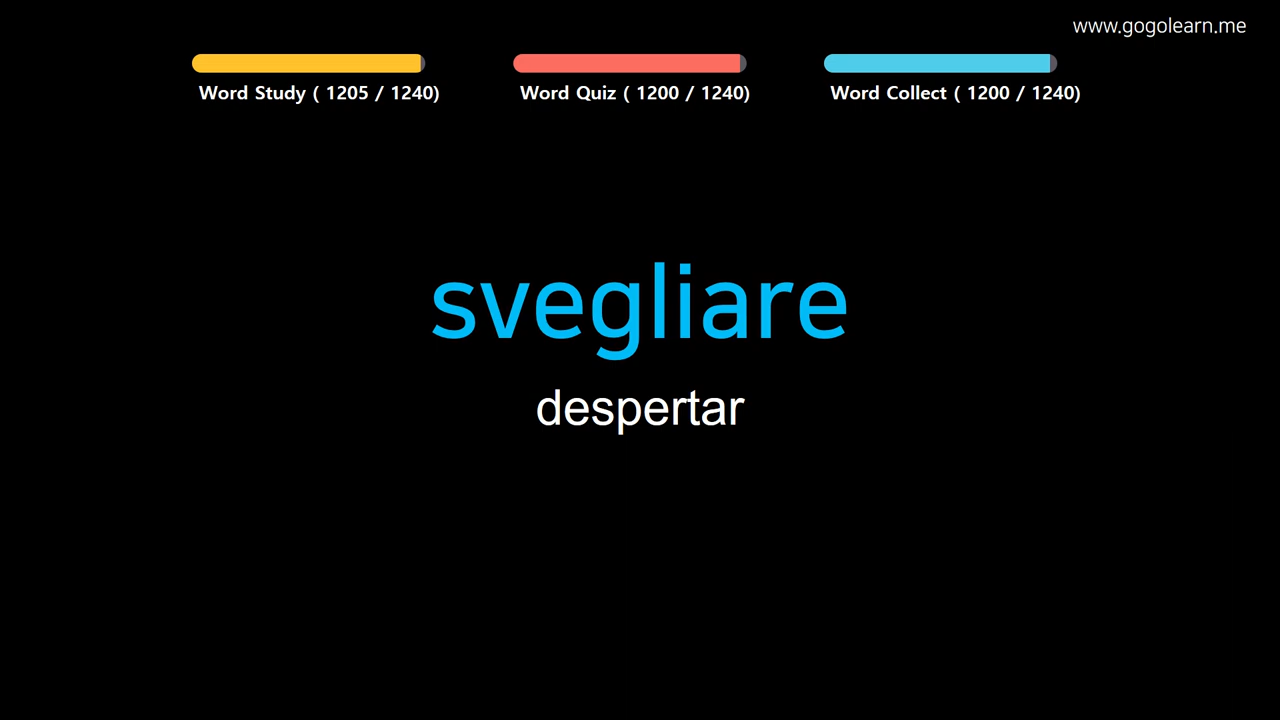 www.gogolearn.me
Word Study ( 1205 / 1240)
Word Quiz ( 1200 / 1240)
Word Collect ( 1200 / 1240)
svegliare
despertar